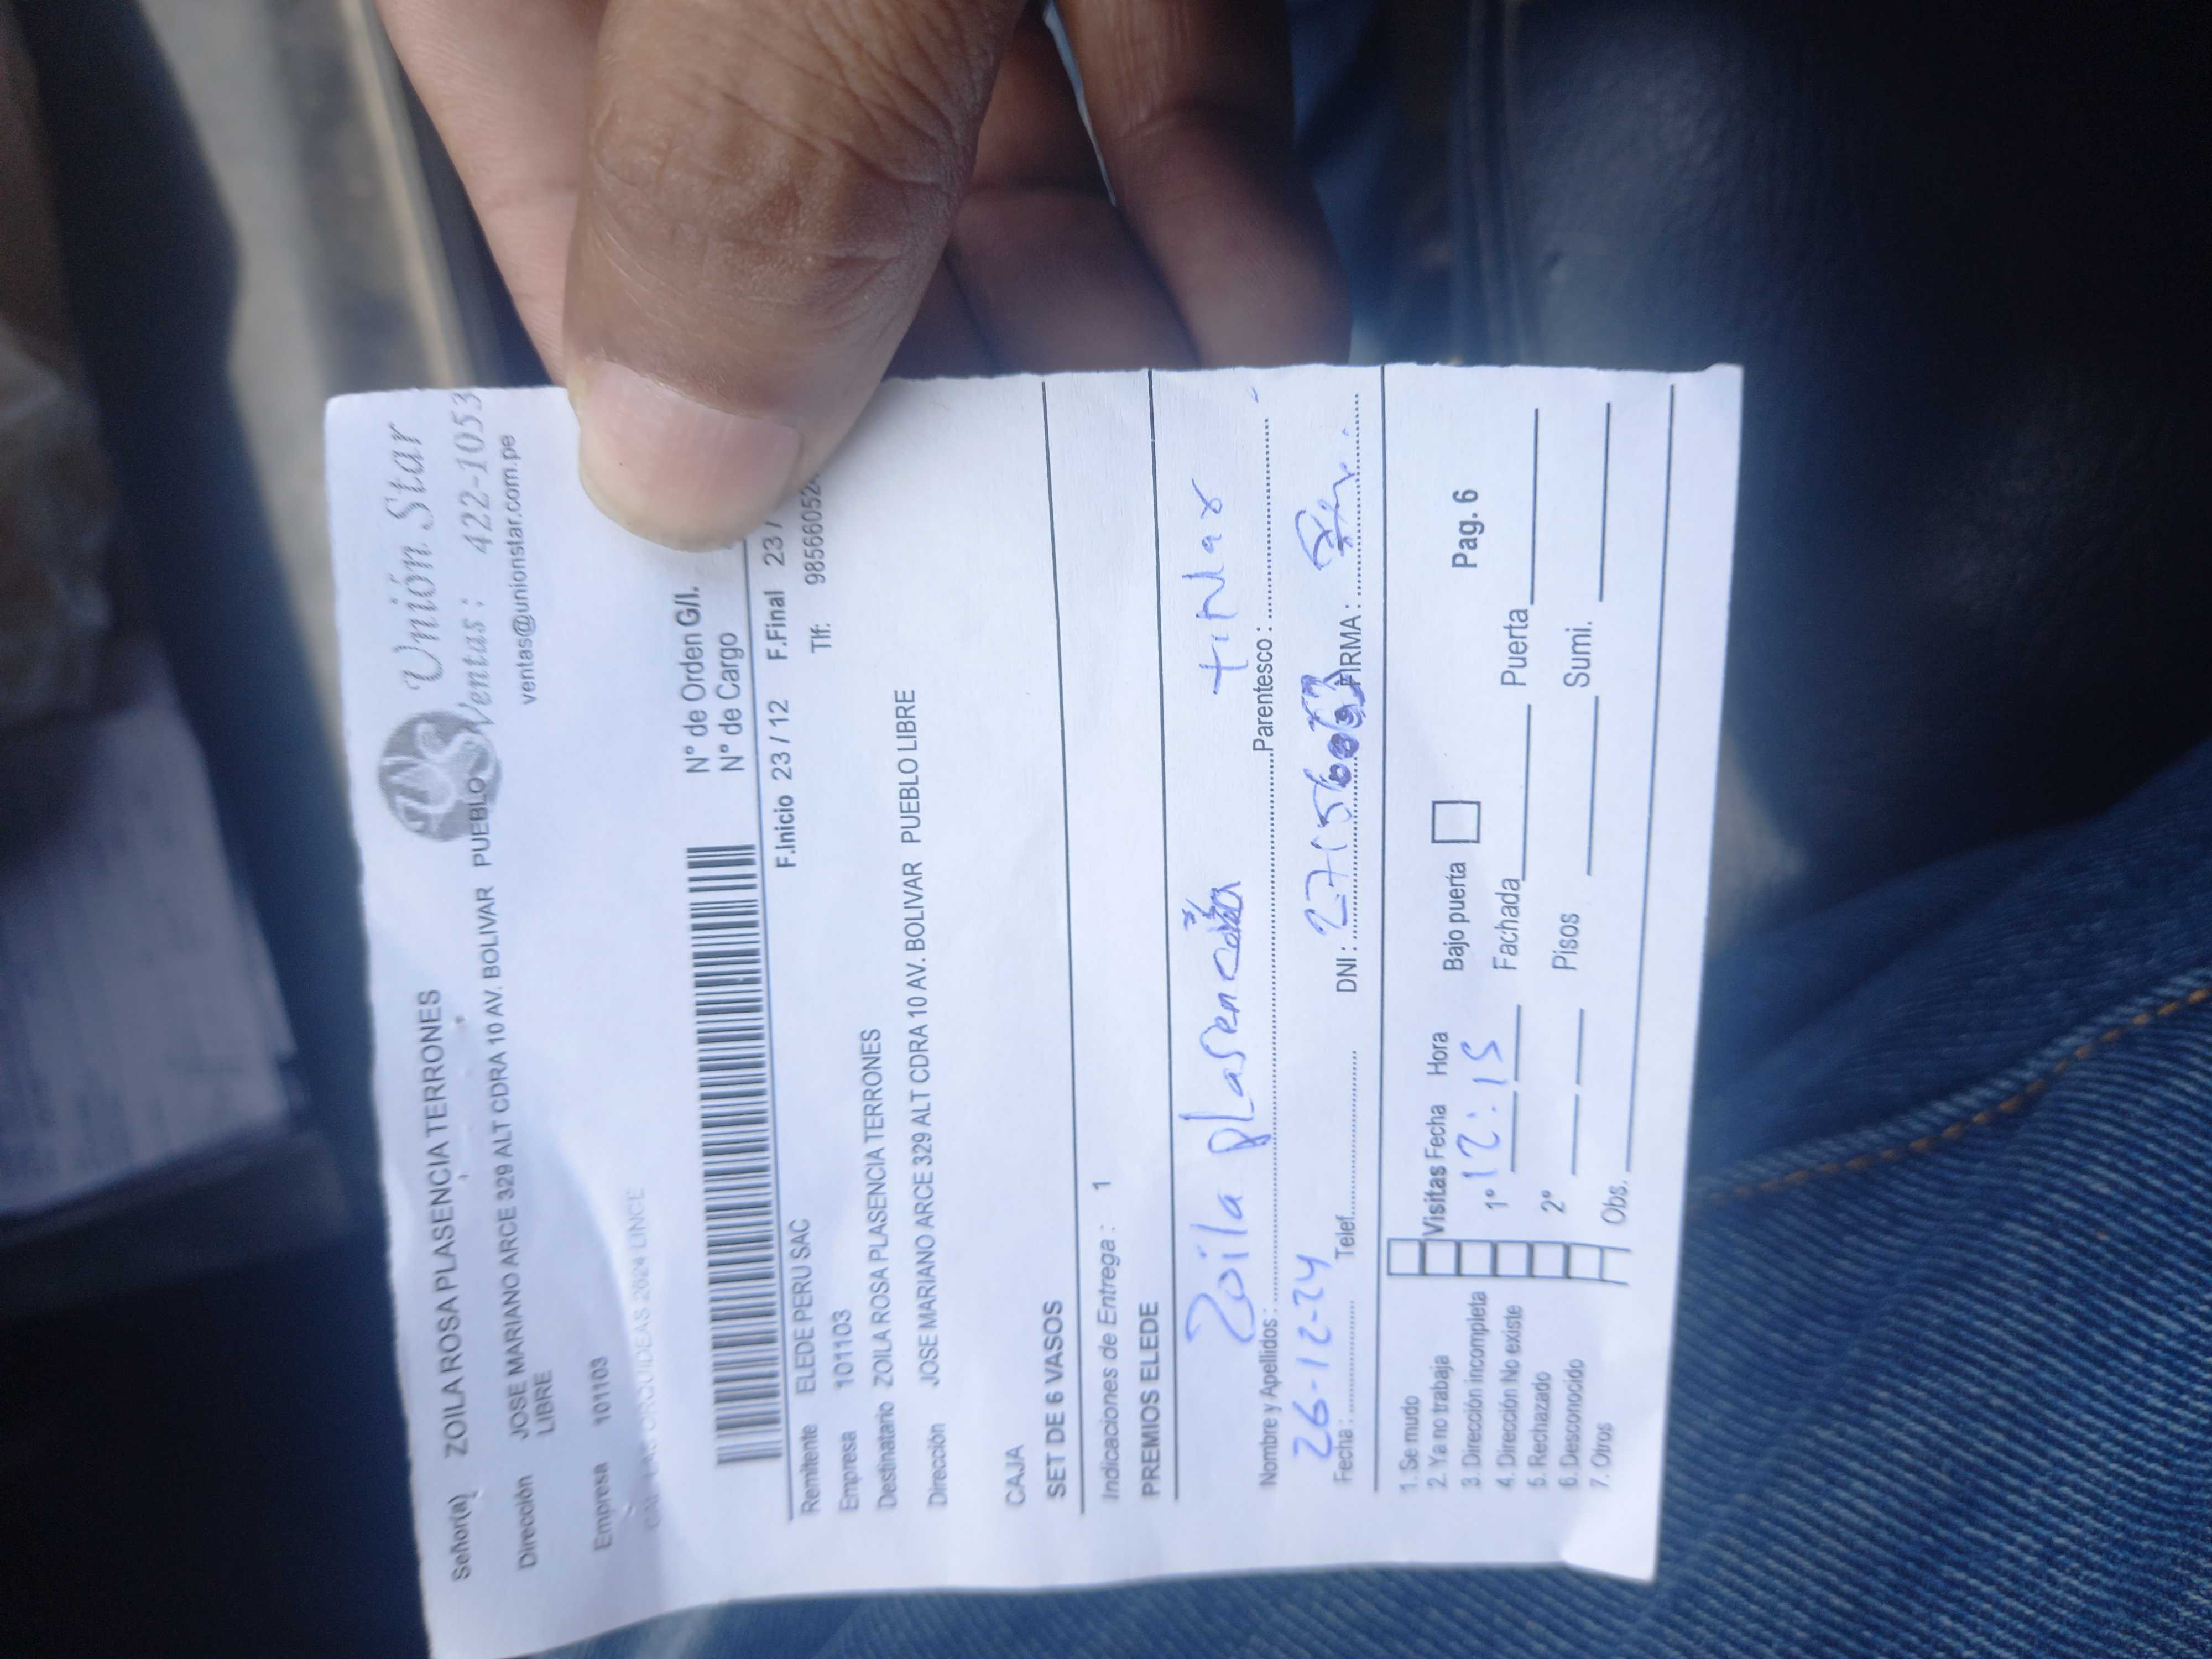 Unión Star
Ventas: 422-1053
ventas@unionstar.com.pe
Señor(a) ZOILA ROSA PLASENCIA TERRONES
Dirección JOSE MARIANO ARCE 329 ALT CDRA 10 AV. BOLIVAR PUEBLO
LIBRE
Empresa 101103
2024 LINCE
N° de Orden G/I.
N° de Cargo
F.Inicio 23 / 12 F.Final 23 /
Remitente ELEDE PERU SAC Tlf: 98566052
Empresa 101103
Destinatario ZOILA ROSA PLASENCIA TERRONES
Dirección JOSE MARIANO ARCE 329 ALT CDRA 10 AV. BOLIVAR PUEBLO LIBRE
CAJA
SET DE 6 VASOS
Indicaciones de Entrega : 1
PREMIOS ELEDE
Nombre y Apellidos : Zoila plasencia Parentesco : titlar
Fecha : 26-12-24 Telef. DNI : FIRMA :
1. Se mudo
2. Ya no trabaja Visitas Fecha Hora Bajo puerta Pag. 6
3. Dirección incompleta 1° 12:15
4. Dirección No existe Fachada Puerta
5. Rechazado 2°
6. Desconocido Pisos Sumi.
7. Otros Obs.